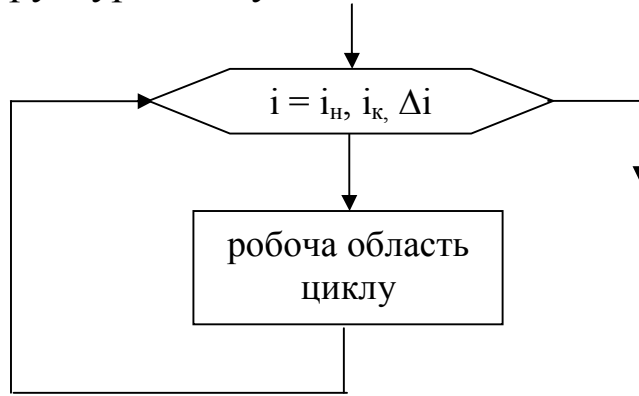 i = iн, iк, Δi
робоча область
циклу